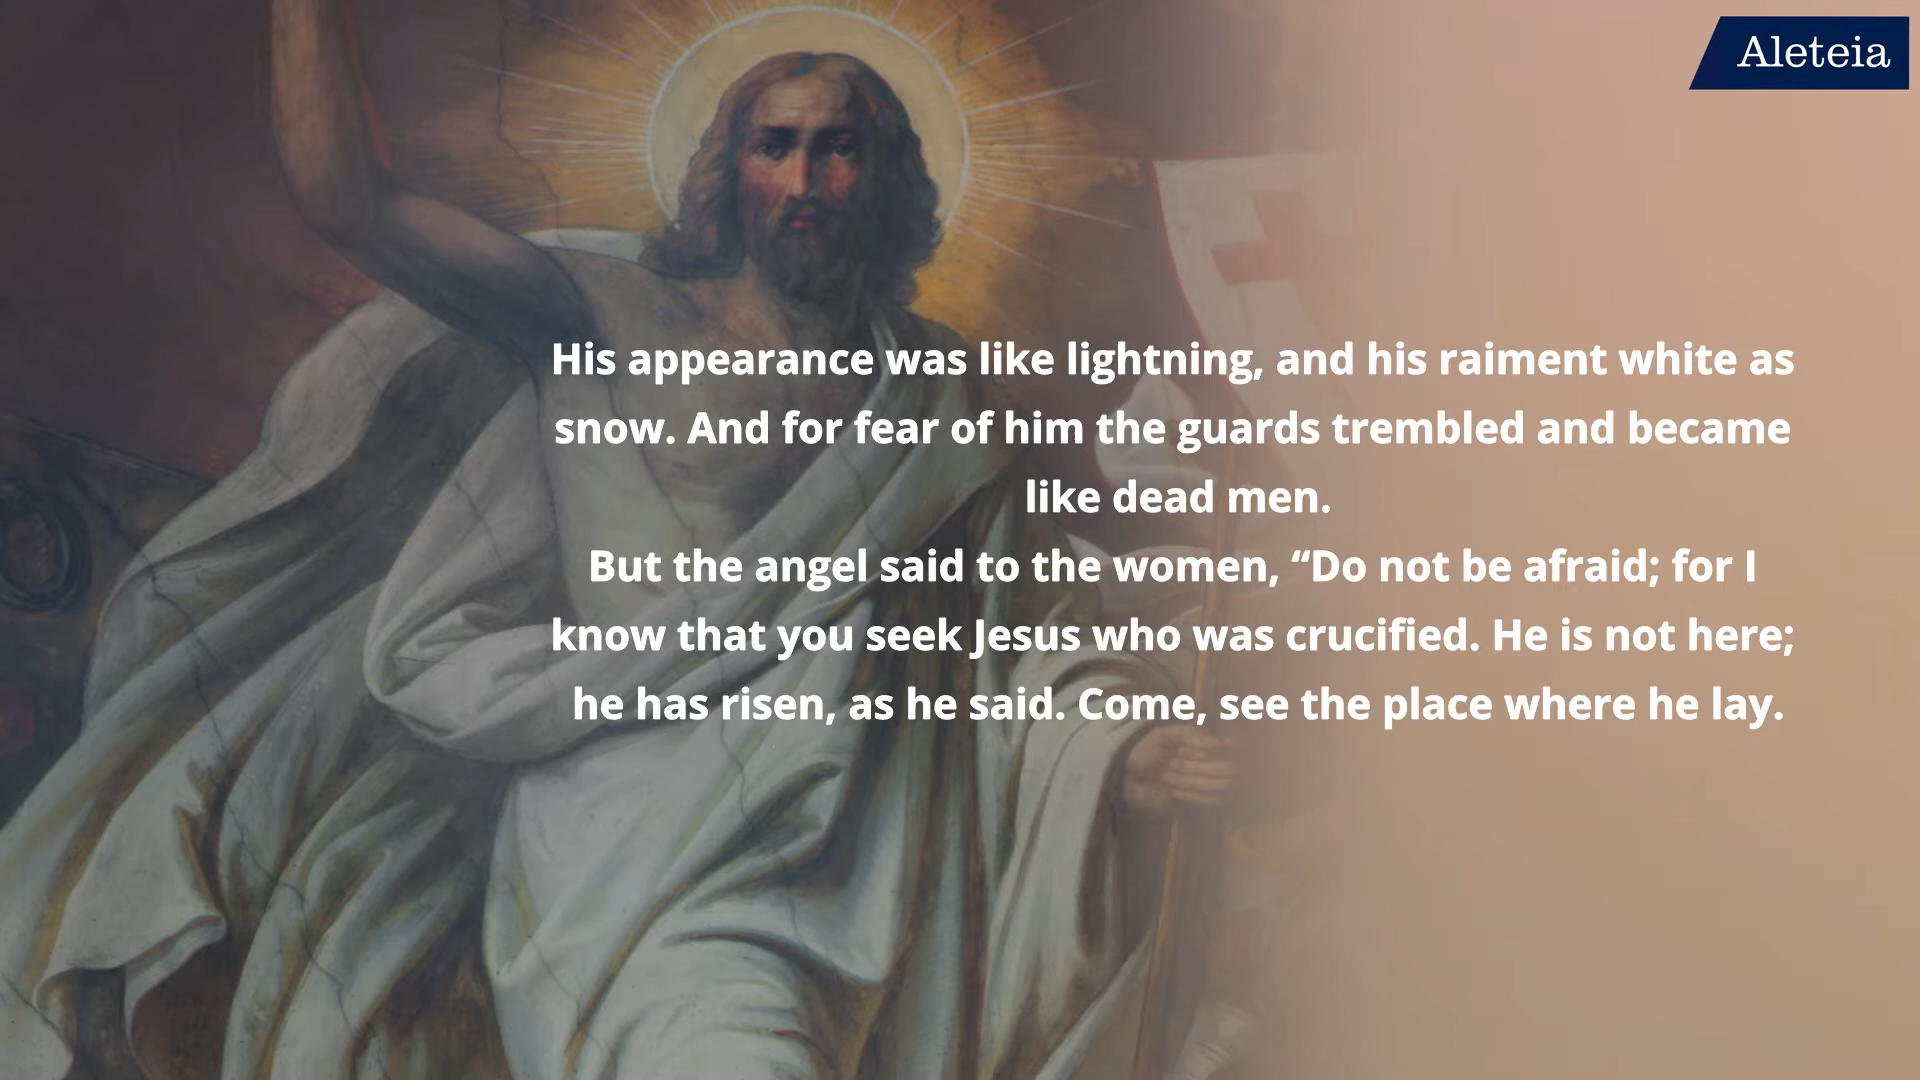 Aleteia
His appearance was like lightning, and his raiment white as
snow. And for fear of him the guards trembled and became
like dead men.
But the angel said to the women, “Do not be afraid; for I
know that you seek Jesus who was crucified. He is not here;
he has risen, as he said. Come, see the place where he lay.